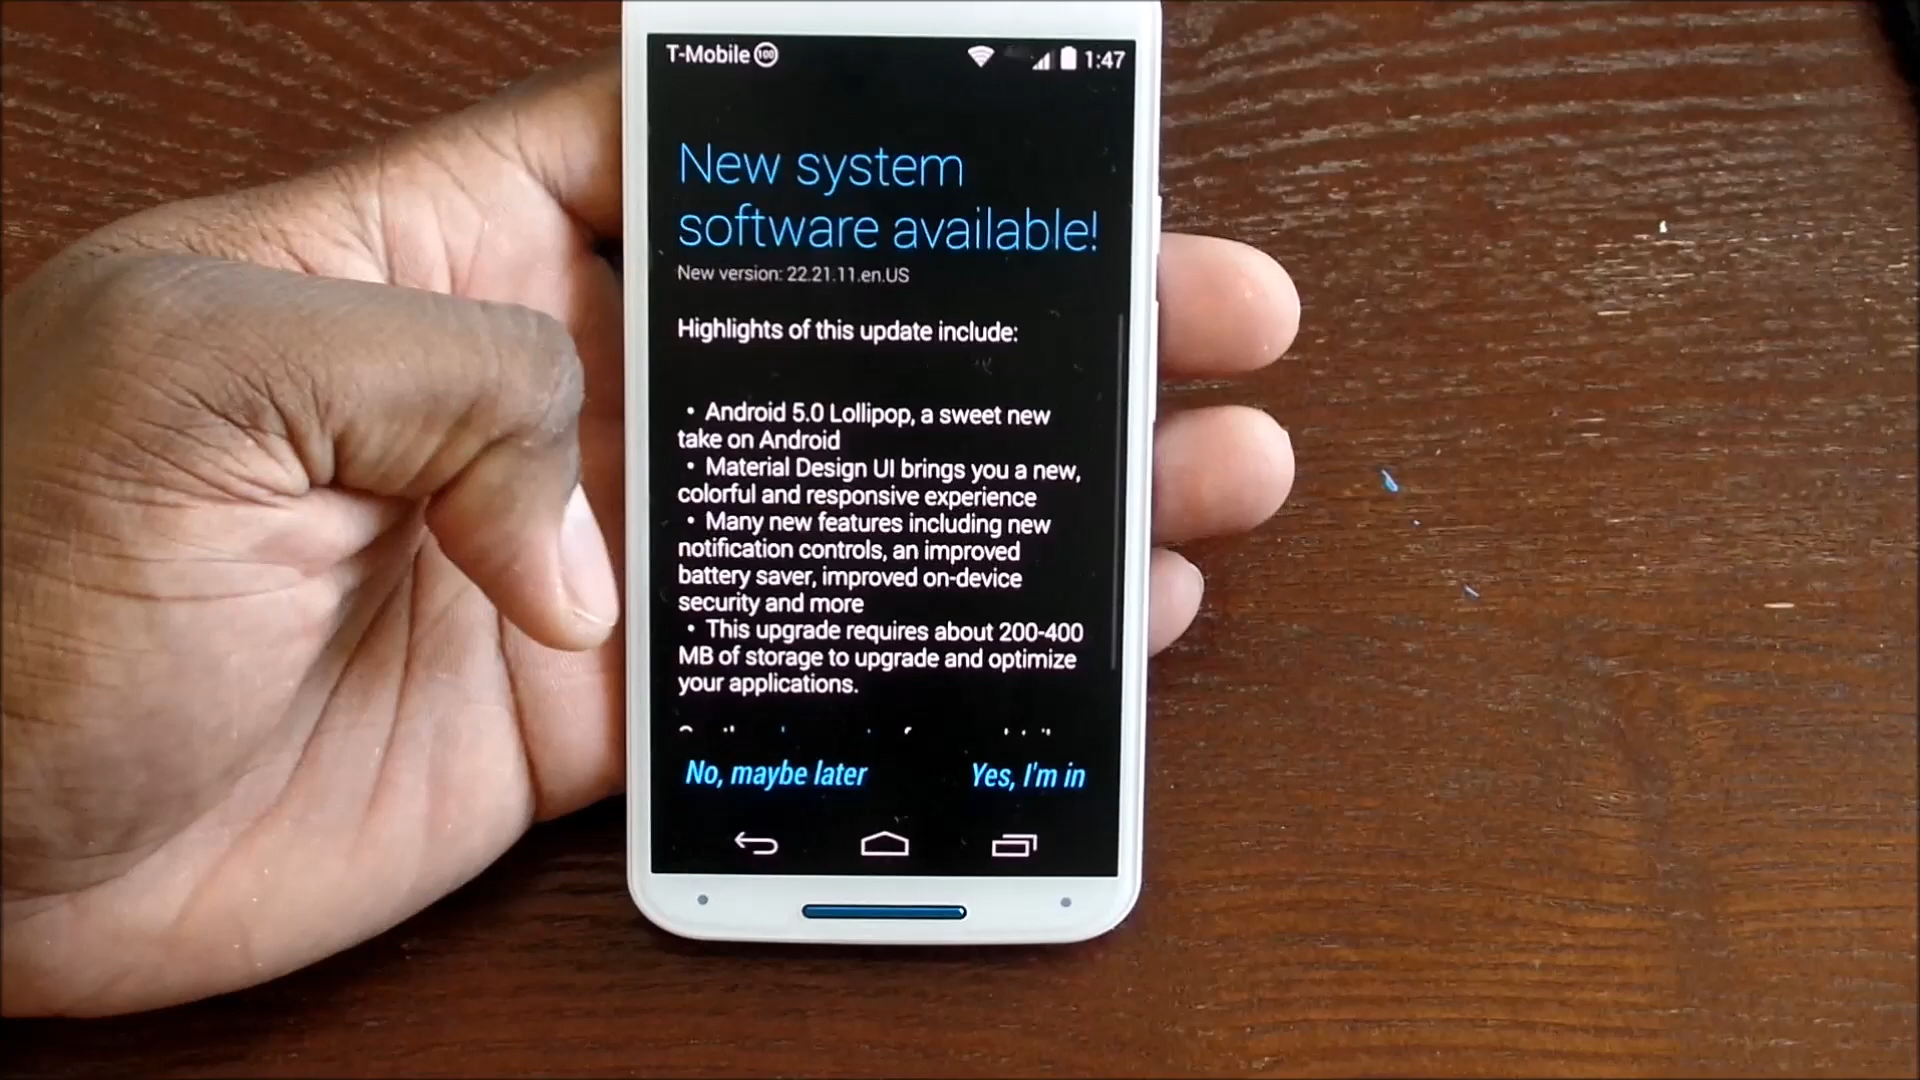 T-Mobile 100 1:47
New system
software available!
New version: 22.21.11.en.US
Highlights of this update include:
• Android 5.0 Lollipop, a sweet new
take on Android
• Material Design UI brings you a new,
colorful and responsive experience
• Many new features including new
notification controls, an improved
battery saver, improved on-device
security and more
• This upgrade requires about 200-400
MB of storage to upgrade and optimize
your applications.
No, maybe later Yes, I'm in